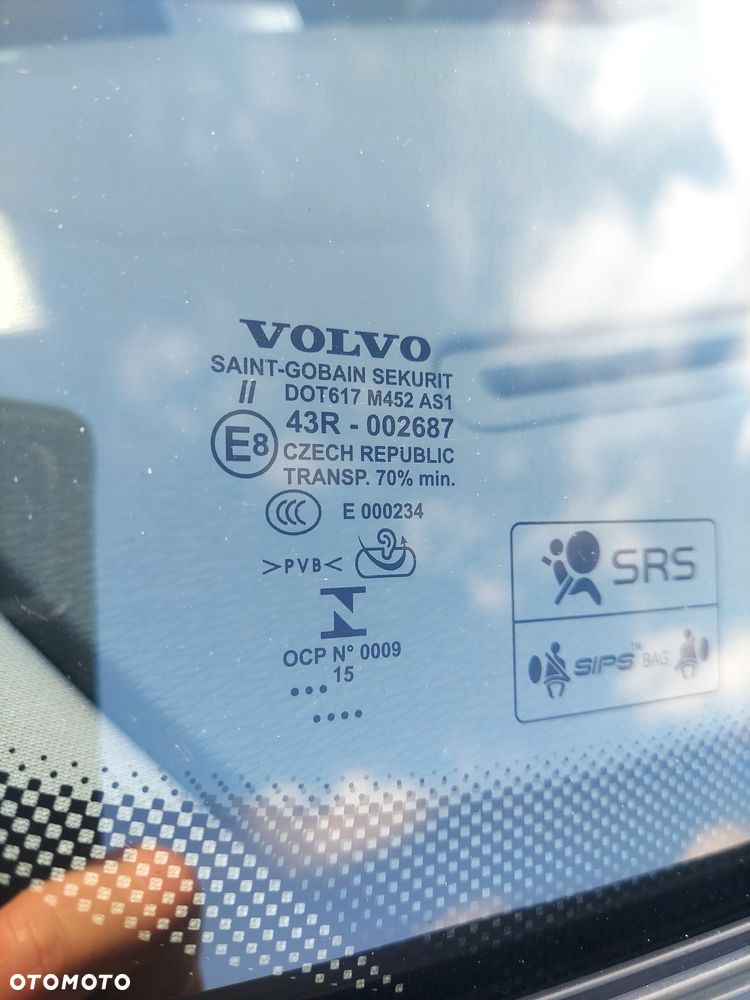 VOLVO
SAINT-GOBAIN SEKURIT
II DOT617 M452 AS1
E8 43R - 002687
CZECH REPUBLIC
TRANSP. 70% min.
CCC E 000234
>PVB<
OCP N° 0009
15
SRS
SIPS™ BAG
OTOMOTO